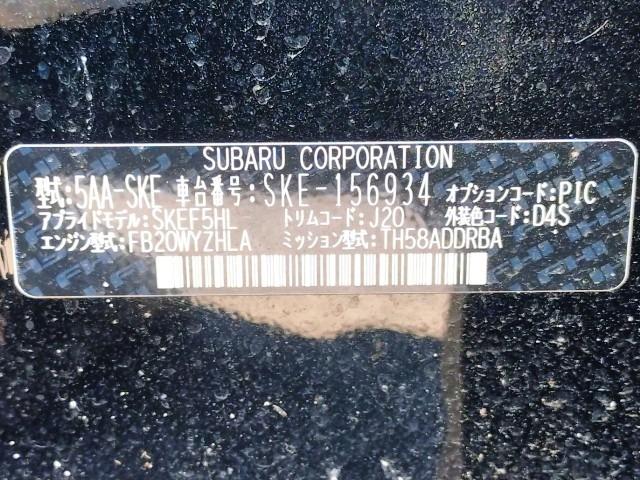 SUBARU CORPORATION
型式:5AA-SKE 車台番号:SKE-156934 オプションコード:PIC
アプライドモデル:SKEF5HL トリムコード:J20 外装色コード:D4S
エンジン型式:FB20WYZHLA ミッション型式:TH58ADDRBA